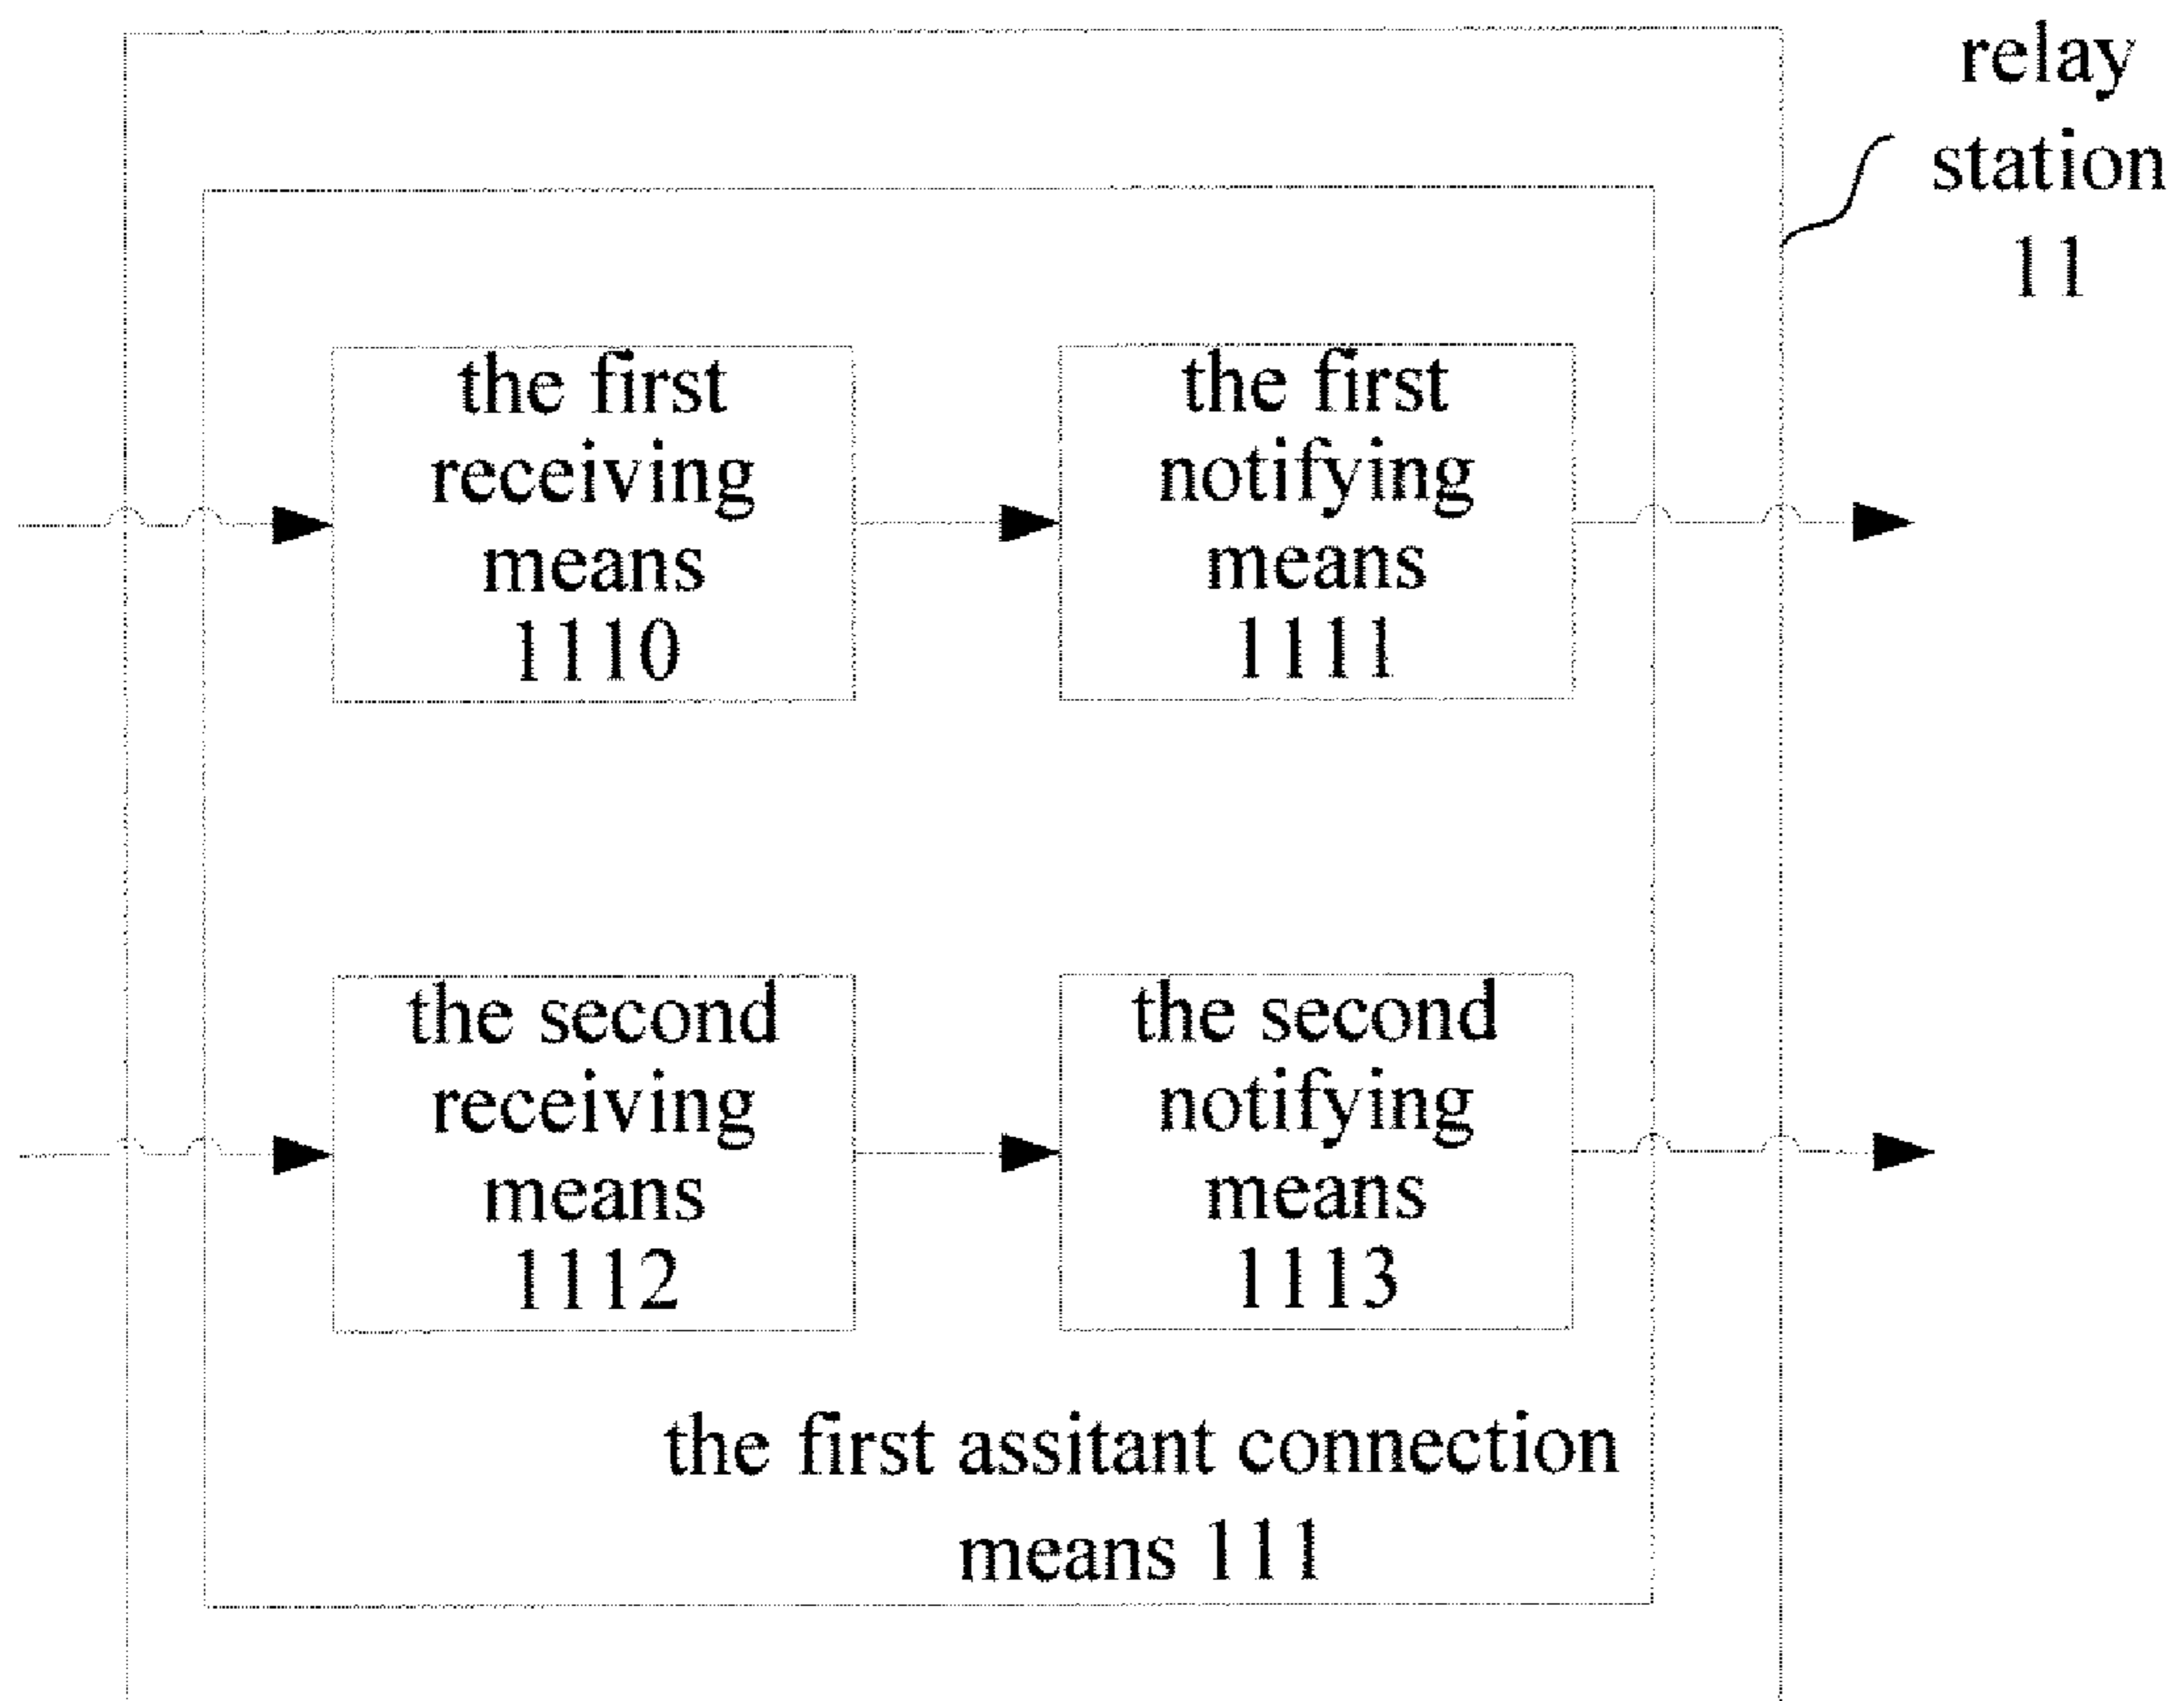 relay
station
11
the first
receiving
means
1110
the first
notifying
means
1111
the second
receiving
means
1112
the second
notifying
means
1113
the first assitant connection
means 111